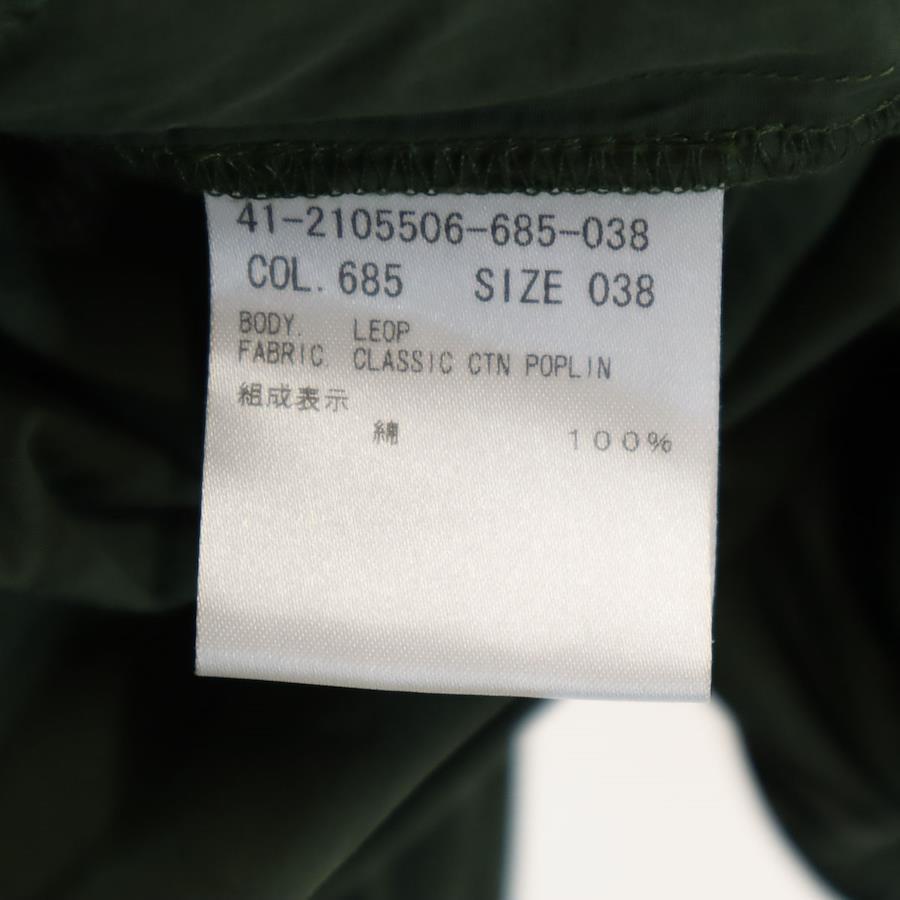 41-2105506-685-038
COL. 685 SIZE 038
BODY. LEOP
FABRIC. CLASSIC CTN POPLIN
組成表示
綿 100%